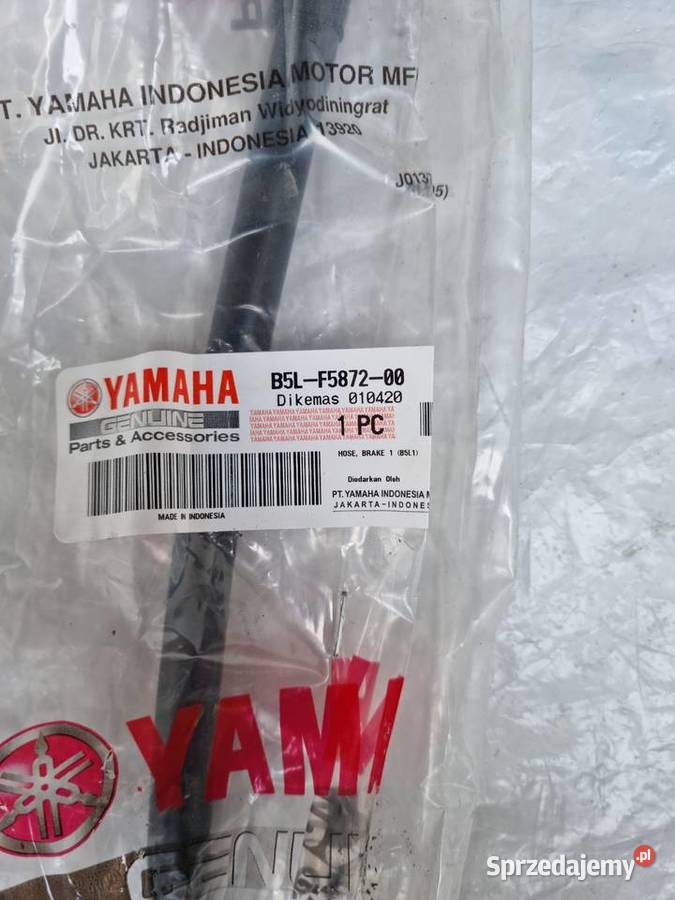 T. YAMAHA INDONESIA MOTOR MF
Jl. DR. KRT. Radjiman Widyodiningrat
JAKARTA - INDONESIA 13920
YAMAHA
GENUINE
Parts & Accessories
B5L-F5872-00
Dikemas 010420
1 PC
HOSE, BRAKE 1 (B5L1)
Diedarkan Oleh
PT. YAMAHA INDONESIA M
JAKARTA-INDONES
MADE IN INDONESIA
YAM
GENUI
Sprzedajemy.pl